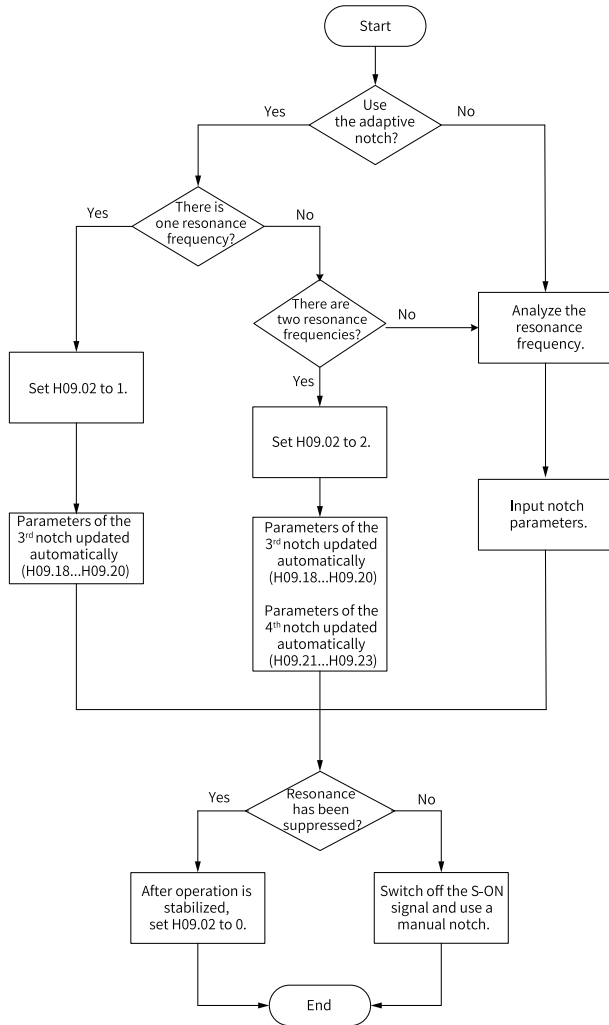 Start
Yes
Use
the adaptive
notch?
No
Yes
There is
one resonance
frequency?
No
There are
two resonance
frequencies?
No
Analyze the
resonance
frequency.
Set H09.02 to 1.
Yes
Set H09.02 to 2.
Input notch
parameters.
Parameters of the
3rd notch updated
automatically
(H09.18...H09.20)
Parameters of the
3rd notch updated
automatically
(H09.18...H09.20)
Parameters of the
4th notch updated
automatically
(H09.21...H09.23)
Yes
Resonance
has been
suppressed?
No
After operation is
stabilized,
set H09.02 to 0.
Switch off the S-ON
signal and use a
manual notch.
End